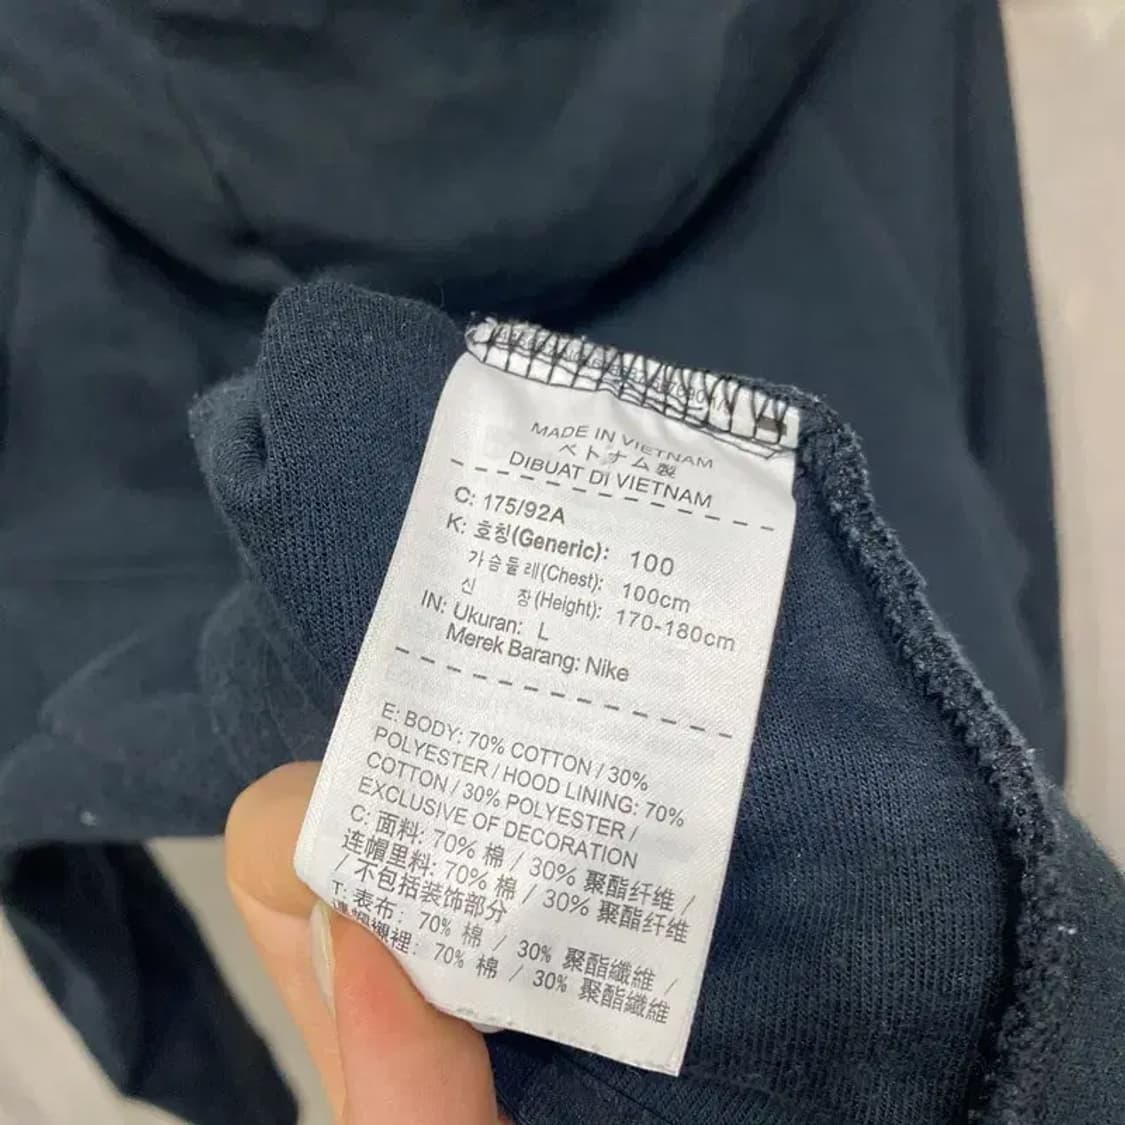 MADE IN VIETNAM
ベトナム製
DIBUAT DI VIETNAM
C: 175/92A
K: 호칭(Generic): 100
가슴둘레(Chest): 100cm
신 장(Height): 170-180cm
IN: Ukuran: L
Merek Barang: Nike
E: BODY: 70% COTTON / 30%
POLYESTER / HOOD LINING: 70%
COTTON / 30% POLYESTER /
EXCLUSIVE OF DECORATION
C: 面料: 70% 棉 / 30% 聚酯纤维 /
连帽里料: 70% 棉 / 30% 聚酯纤维
/ 不包括装饰部分
T: 表布: 70% 棉 / 30% 聚酯纖維 /
連帽襯裡: 70% 棉 / 30% 聚酯纖維